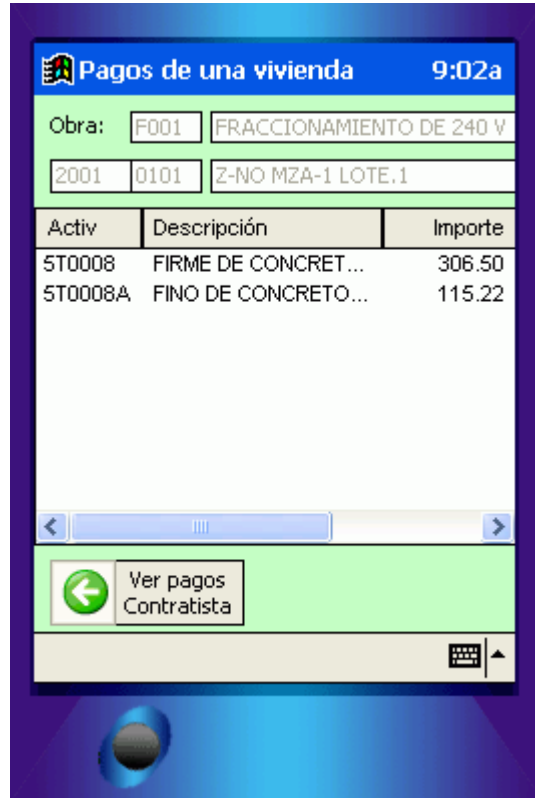 Pagos de una vivienda 9:02a
Obra: F001 FRACCIONAMIENTO DE 240 V
2001 0101 Z-NO MZA-1 LOTE.1
Activ Descripción Importe
5T0008 FIRME DE CONCRET... 306.50
5T0008A FINO DE CONCRETO... 115.22
Ver pagos
Contratista